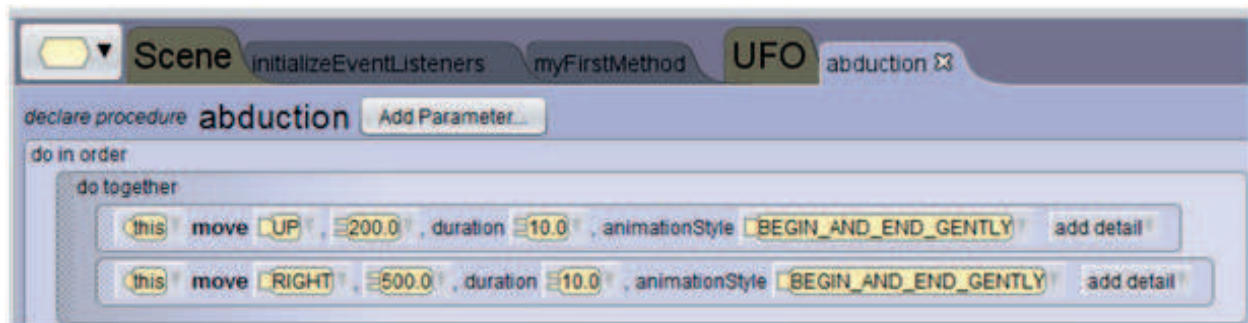 Scene initializeEventListeners myFirstMethod UFO abduction
declare procedure abduction Add Parameter...
do in order
do together
this move UP , 200.0 , duration 10.0 , animationStyle BEGIN_AND_END_GENTLY add detail
this move RIGHT , 500.0 , duration 10.0 , animationStyle BEGIN_AND_END_GENTLY add detail